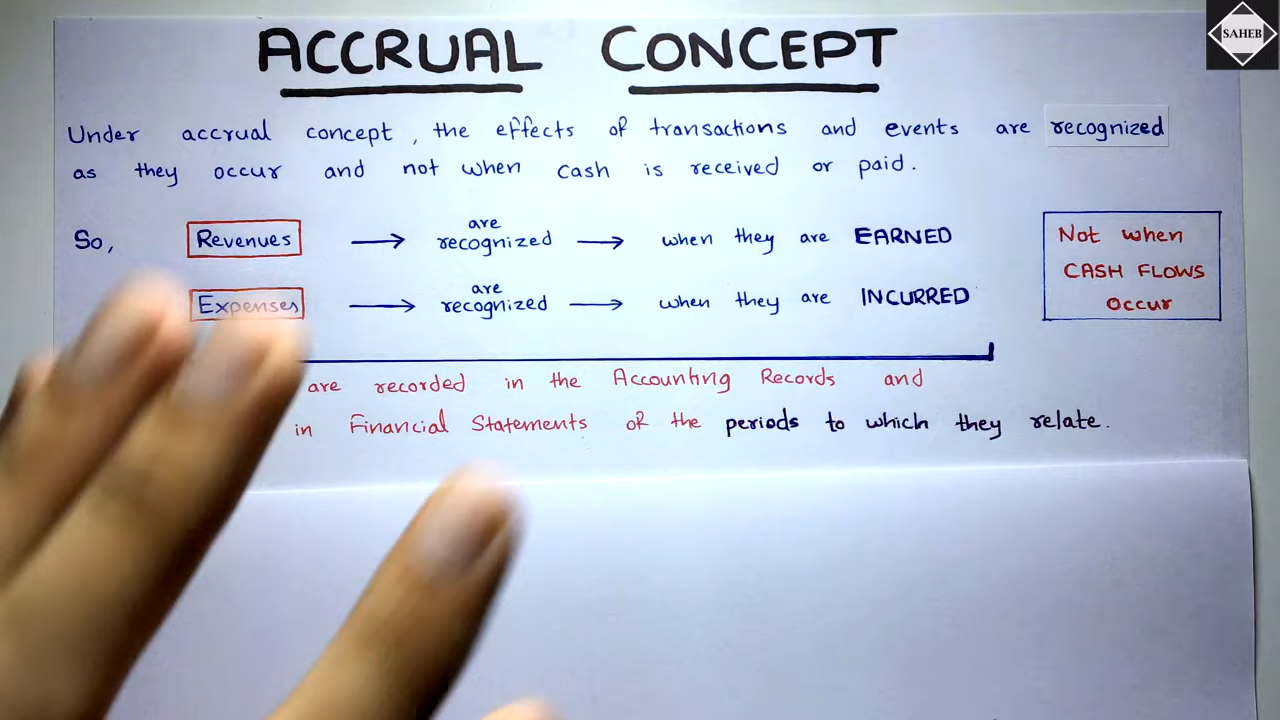 SAHEB
ACCRUAL CONCEPT
Under accrual concept, the effects of transactions and events are recognized
as they occur and not when cash is received or paid.
So, Revenues → are recognized → when they are EARNED
Expenses → are recognized → when they are INCURRED
Not when
CASH FLOWS
Occur
are recorded in the Accounting Records and
in Financial Statements of the periods to which they relate.